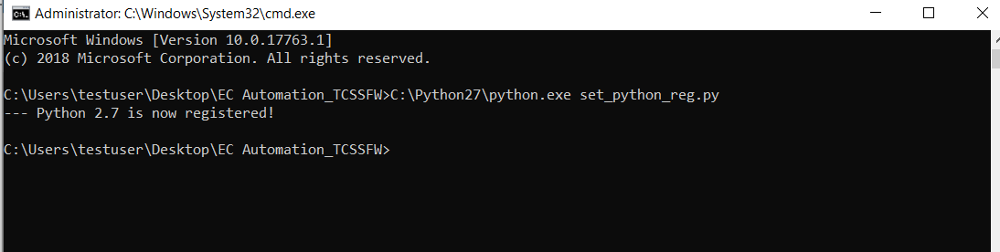 Administrator: C:\Windows\System32\cmd.exe
Microsoft Windows [Version 10.0.17763.1]
(c) 2018 Microsoft Corporation. All rights reserved.
C:\Users\testuser\Desktop\EC Automation_TCSSFW>C:\Python27\python.exe set_python_reg.py
--- Python 2.7 is now registered!
C:\Users\testuser\Desktop\EC Automation_TCSSFW>